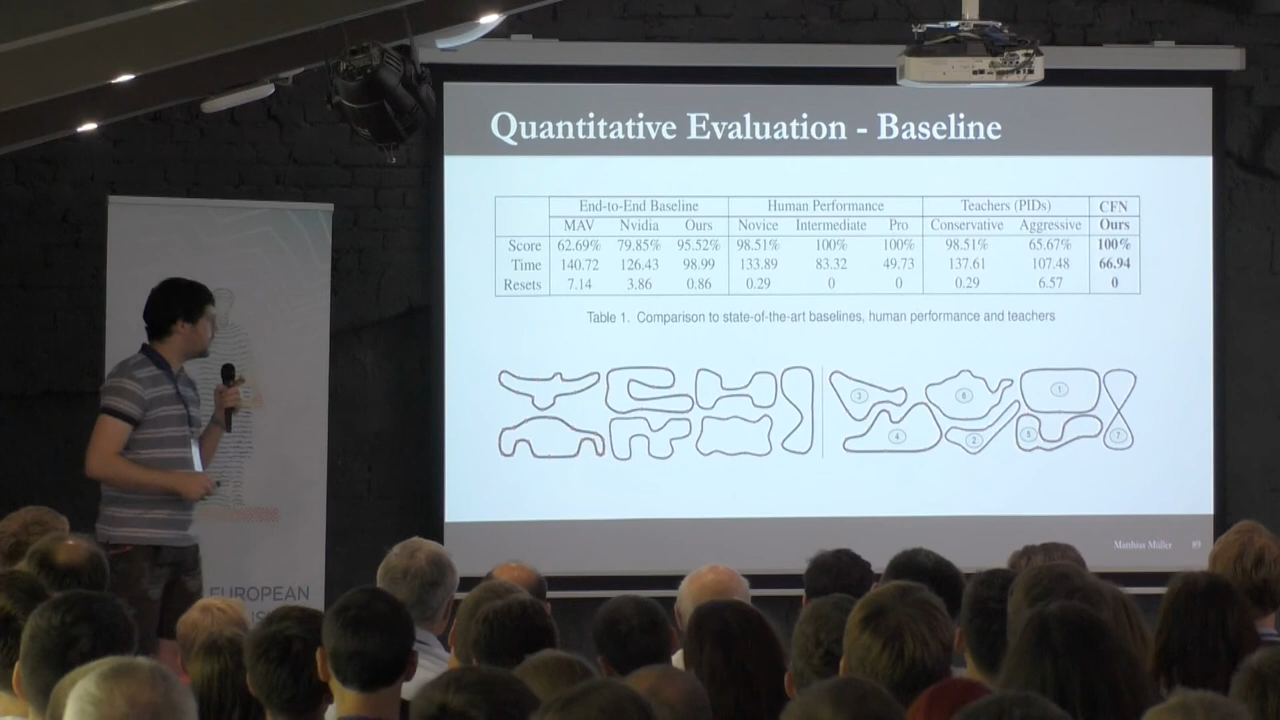 Quantitative Evaluation - Baseline
End-to-End Baseline Human Performance Teachers (PIDs) CFN
MAV Nvidia Ours Novice Intermediate Pro Conservative Aggressive Ours
Score 62.69% 79.85% 95.52% 98.51% 100% 100% 98.51% 65.67% 100%
Time 140.72 126.43 98.99 133.89 83.32 49.73 137.61 107.48 66.94
Resets 7.14 3.86 0.86 0.29 0 0 0.29 6.57 0
Table 1. Comparison to state-of-the-art baselines, human performance and teachers
3 6 1
4 2 5 7
Matthias Müller 89
EUROPEAN